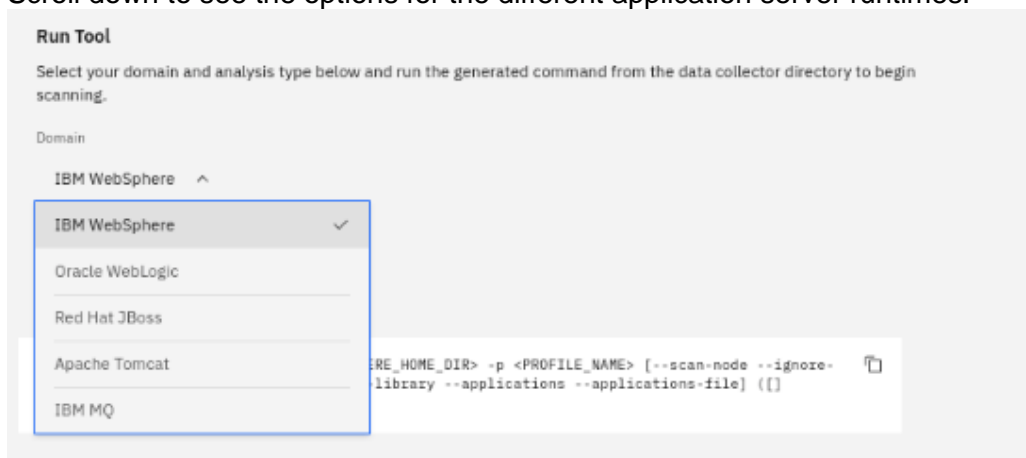 Scroll down to see the options for the different application server runtimes.
Run Tool
Select your domain and analysis type below and run the generated command from the data collector directory to begin
scanning.
Domain
IBM WebSphere
IBM WebSphere
Oracle WebLogic
Red Hat JBoss
Apache Tomcat
IBM MQ
ERE_HOME_DIR> -p <PROFILE_NAME> [--scan-node --ignore-
-library --applications --applications-file] ([]